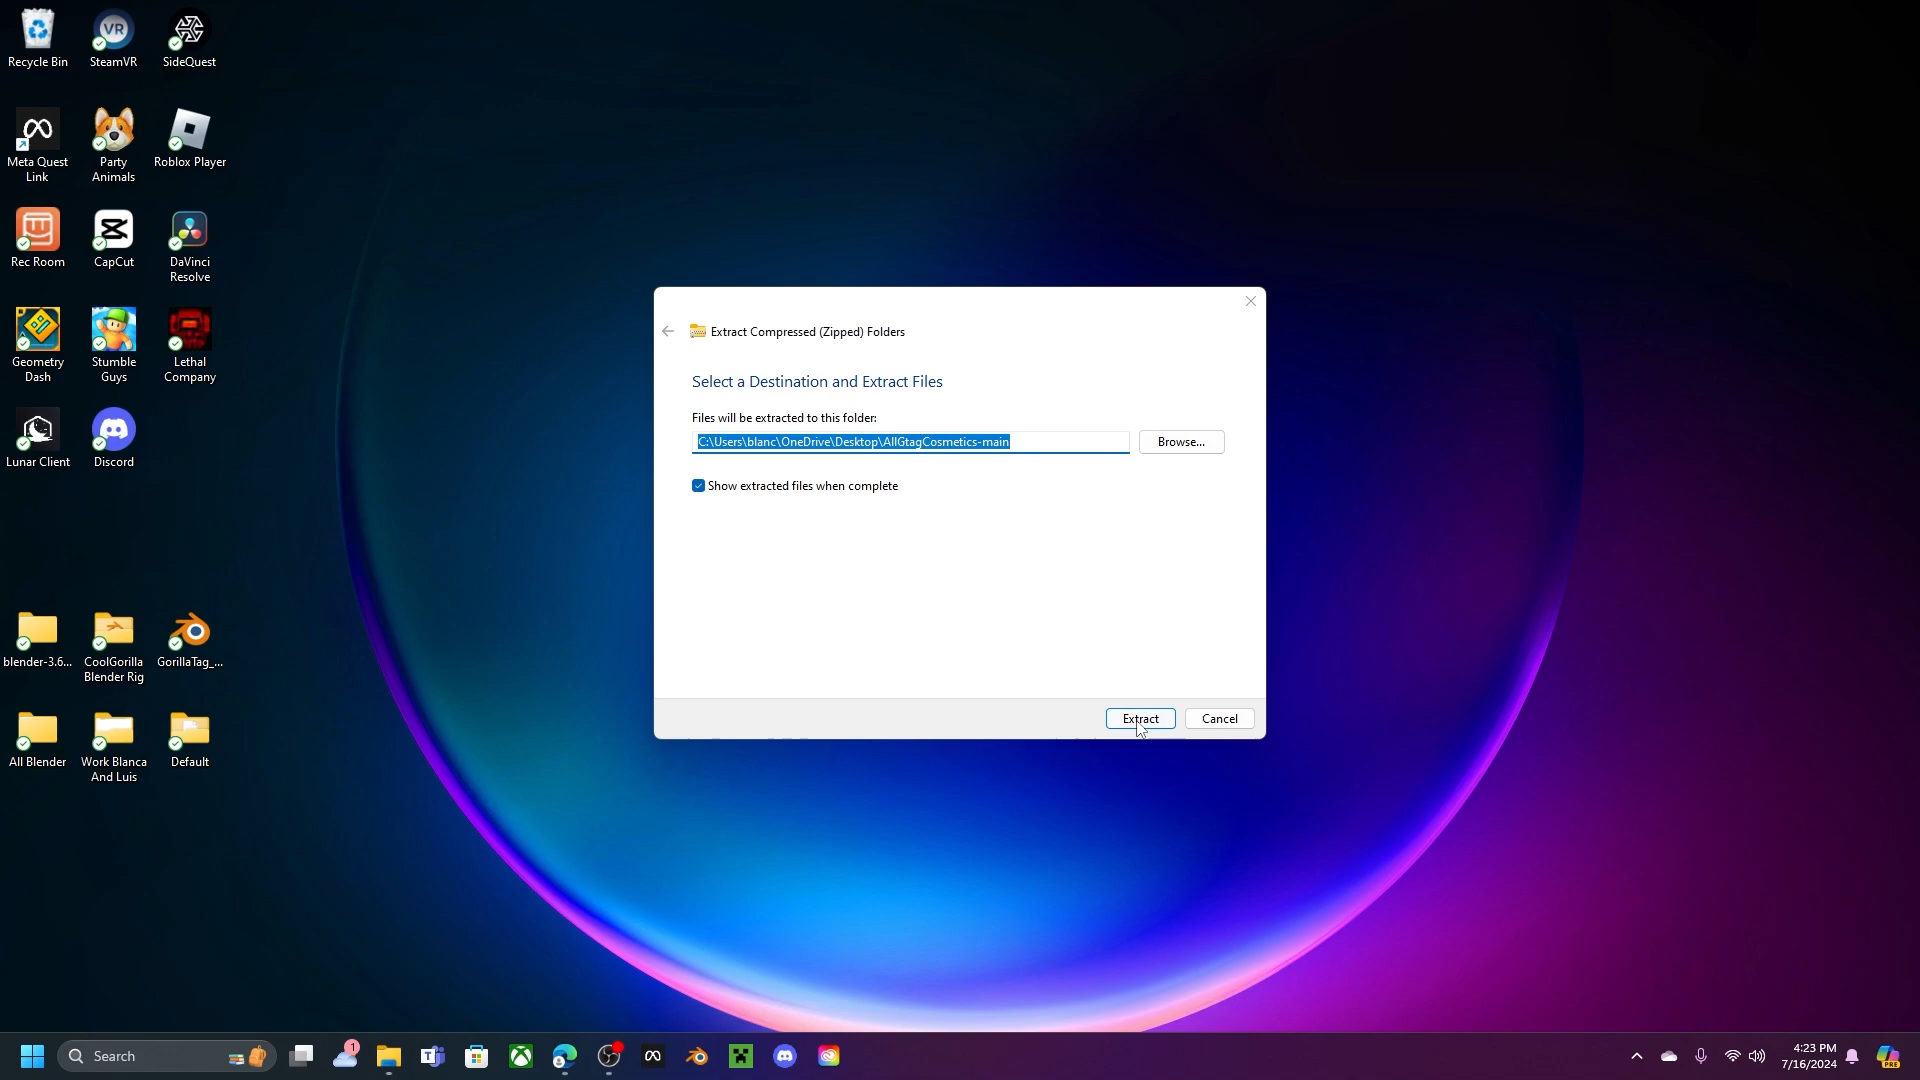 Recycle Bin
SteamVR
SideQuest
Meta Quest
Link
Party
Animals
Roblox Player
Rec Room
CapCut
DaVinci
Resolve
Geometry
Dash
Stumble
Guys
Lethal
Company
Lunar Client
Discord
blender-3.6...
CoolGorilla
Blender Rig
GorillaTag_...
All Blender
Work Blanca
And Luis
Default
Extract Compressed (Zipped) Folders
Select a Destination and Extract Files
Files will be extracted to this folder:
C:\Users\blanc\OneDrive\Desktop\AllGtagCosmetics-main
Browse...
Show extracted files when complete
Extract
Cancel
Search
1
4:23 PM
7/16/2024
PRE